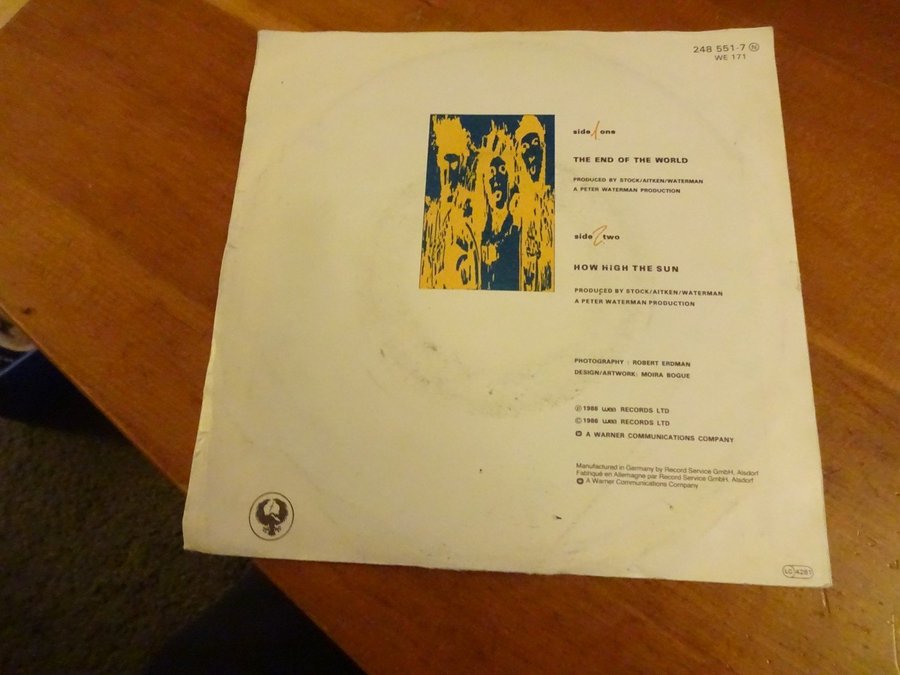 248 551-7 Ⓝ
WE 171
side 1 one
THE END OF THE WORLD
PRODUCED BY STOCK/AITKEN/WATERMAN
A PETER WATERMAN PRODUCTION
side 2 two
HOW HiGH THE SUN
PRODUCED BY STOCK/AITKEN/WATERMAN
A PETER WATERMAN PRODUCTION
PHOTOGRAPHY : ROBERT ERDMAN
DESIGN/ARTWORK: MOIRA BOGUE
Ⓟ 1986 wea RECORDS LTD
© 1986 wea RECORDS LTD
A WARNER COMMUNICATIONS COMPANY
Manufactured in Germany by Record Service GmbH, Alsdorf
Fabriqué en Allemagne par Record Service GmbH, Alsdorf
A Warner Communications Company
LC 4281